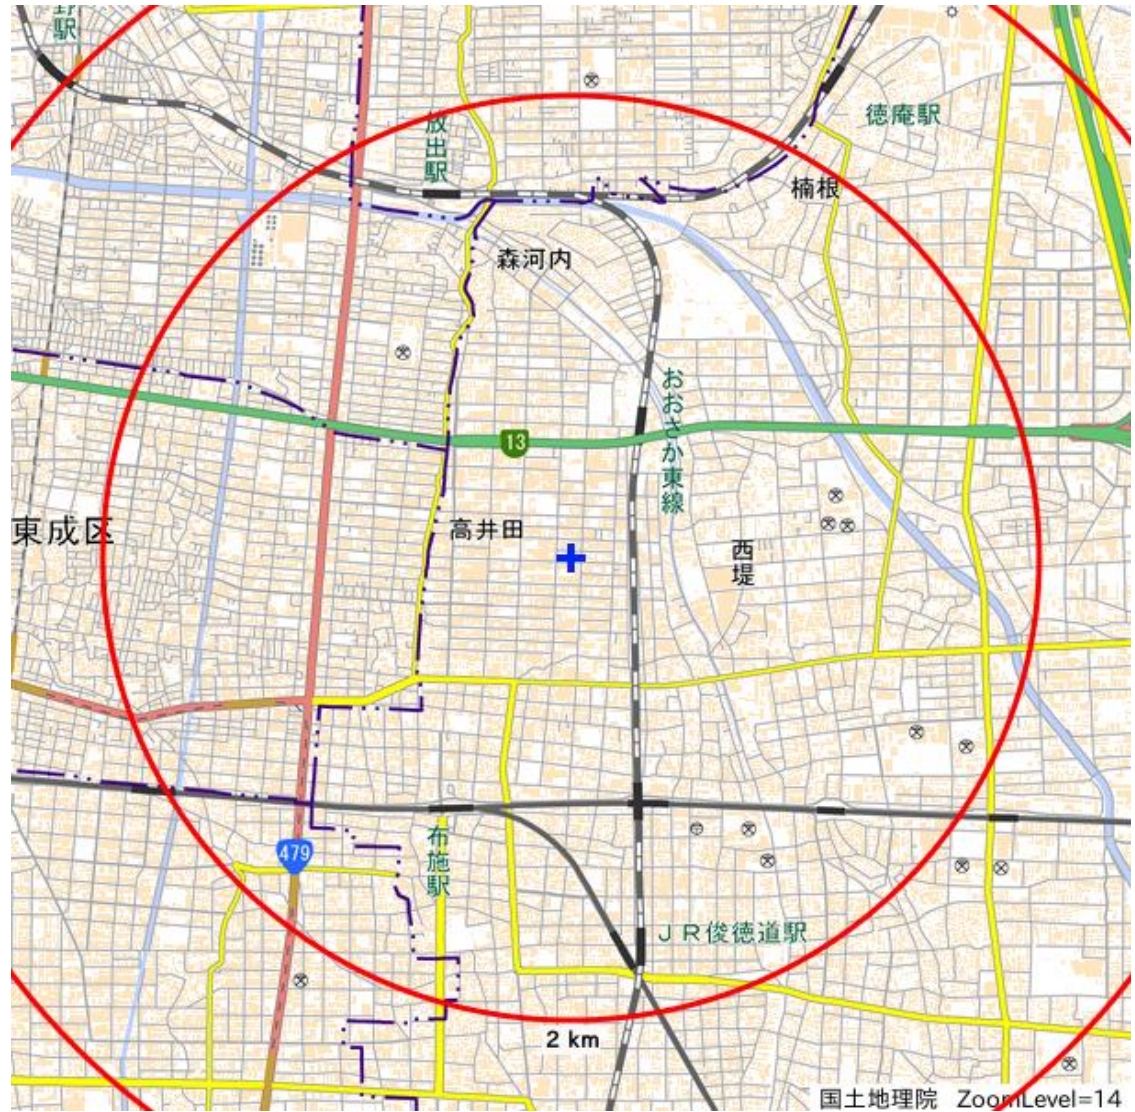 野駅
放出駅
徳庵駅
楠根
森河内
おおさか東線
13
東成区
高井田
西堤
479
布施駅
ＪＲ俊徳道駅
2 km
国土地理院 ZoomLevel=14